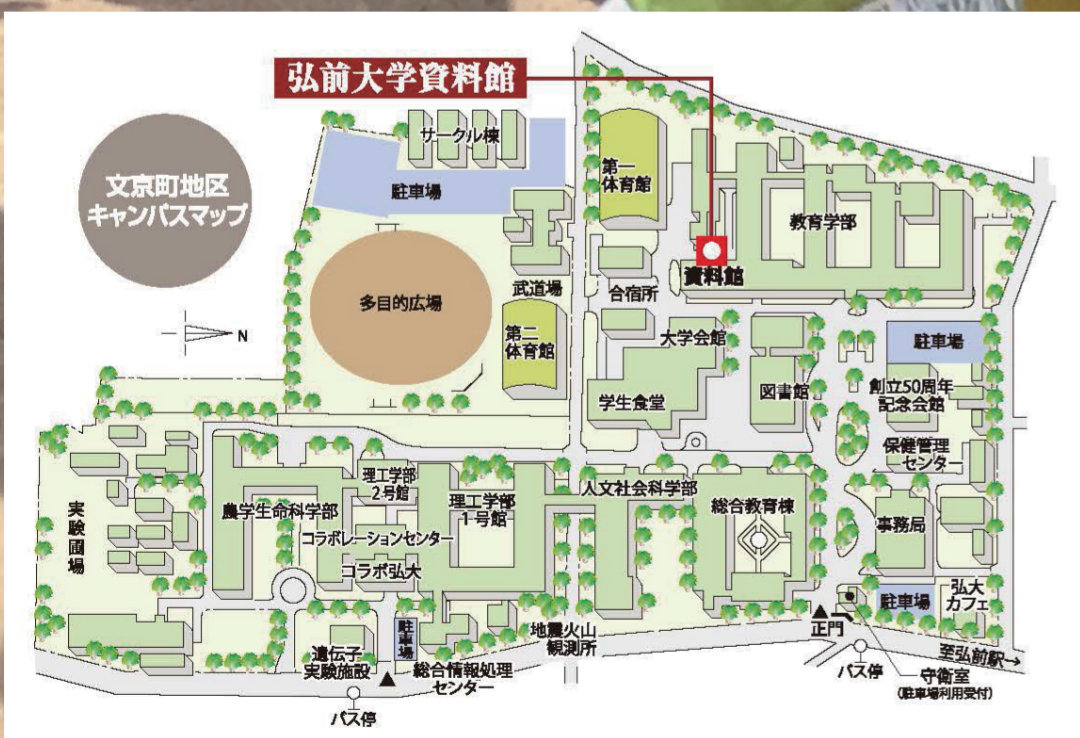 弘前大学資料館
文京町地区
キャンパスマップ
サークル棟
駐車場
第一
体育館
教育学部
資料館
武道場
合宿所
多目的広場
N
第二
体育館
大学会館
駐車場
学生食堂
図書館
創立50周年
記念会館
保健管理
センター
実験圃場
農学生命科学部
理工学部
2号館
理工学部
1号館
人文社会科学部
総合教育棟
事務局
コラボレーションセンター
コラボ弘大
駐車場
弘大
カフェ
正門
地震火山
観測所
駐車場
遺伝子
実験施設
総合情報処理
センター
バス停
バス停
守衛室
(駐車場利用受付)
至弘前駅→